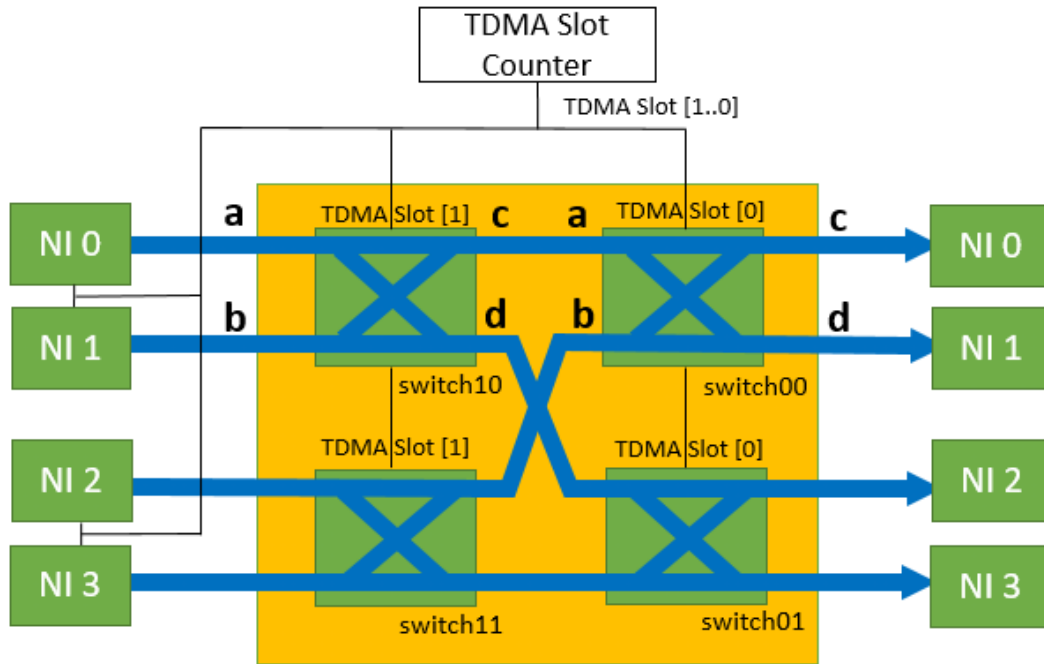 TDMA Slot
Counter
TDMA Slot [1..0]
a
TDMA Slot [1]
c
a
TDMA Slot [0]
c
NI 0
NI 0
b
d
b
d
NI 1
NI 1
switch10
switch00
TDMA Slot [1]
TDMA Slot [0]
NI 2
NI 2
NI 3
NI 3
switch11
switch01